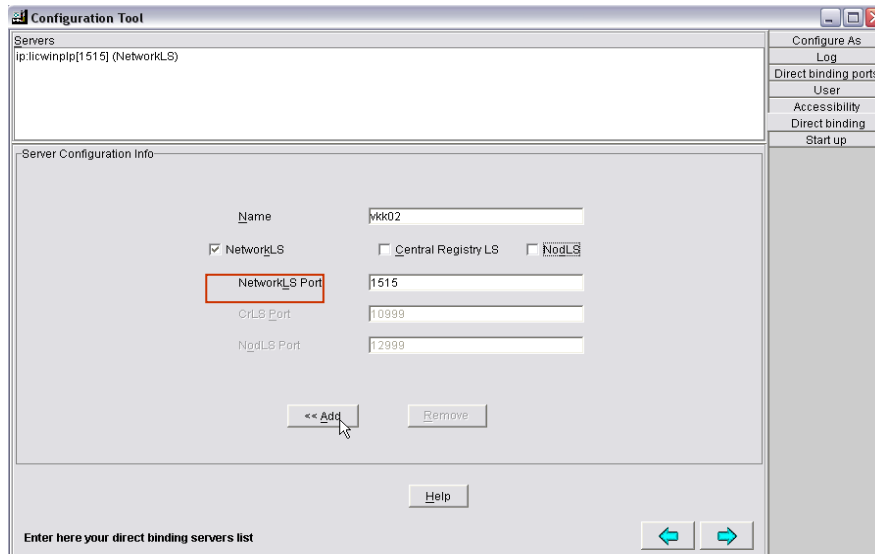 Configuration Tool
Servers
ip:licwinplp[1515] (NetworkLS)
Configure As
Log
Direct binding ports
User
Accessibility
Direct binding
Start up
Server Configuration Info
Name
vkk02
NetworkLS
Central Registry LS
NodLS
NetworkLS Port
1515
CrLS Port
10999
NodLS Port
12999
<< Add
Remove
Help
Enter here your direct binding servers list